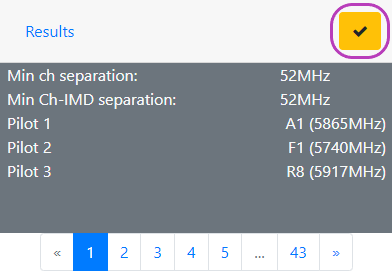 Results
Min ch separation: 52MHz
Min Ch-IMD separation: 52MHz
Pilot 1 A1 (5865MHz)
Pilot 2 F1 (5740MHz)
Pilot 3 R8 (5917MHz)
« 1 2 3 4 5 ... 43 »